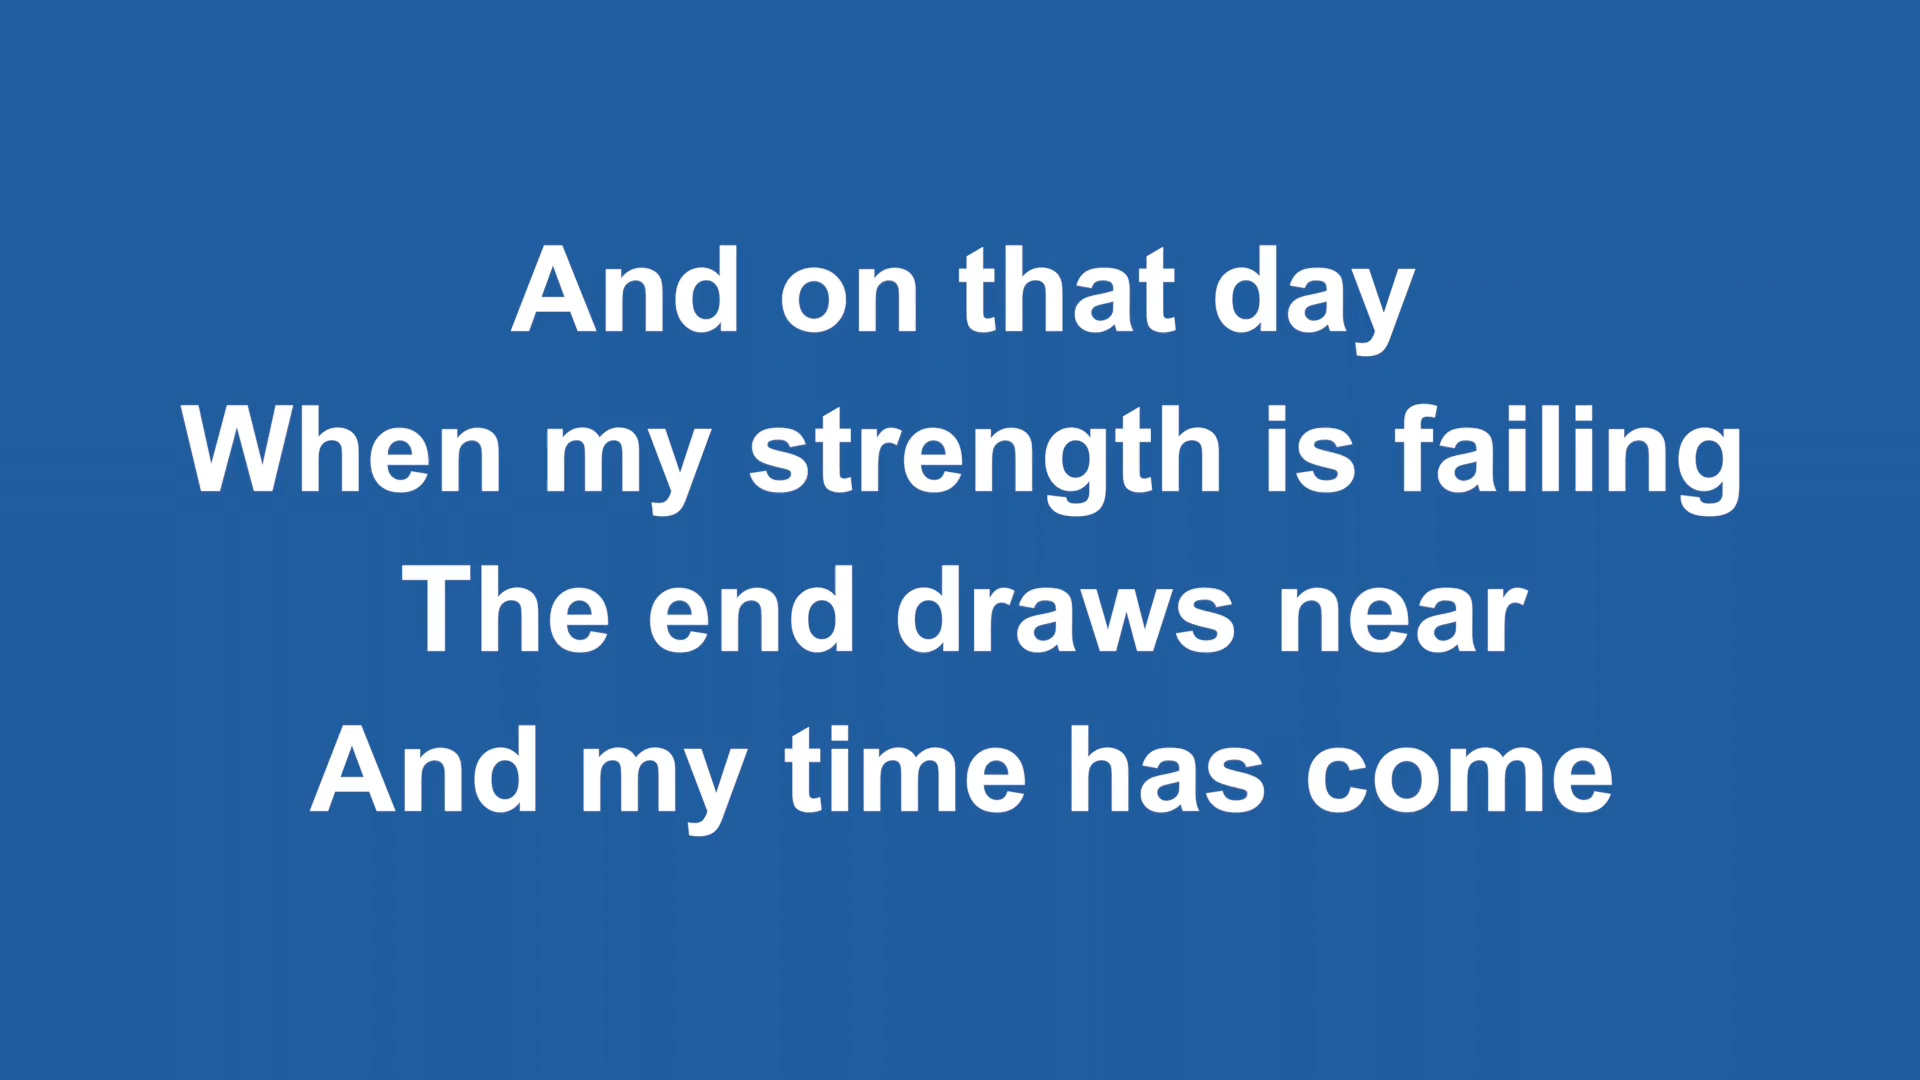 And on that day
When my strength is failing
The end draws near
And my time has come